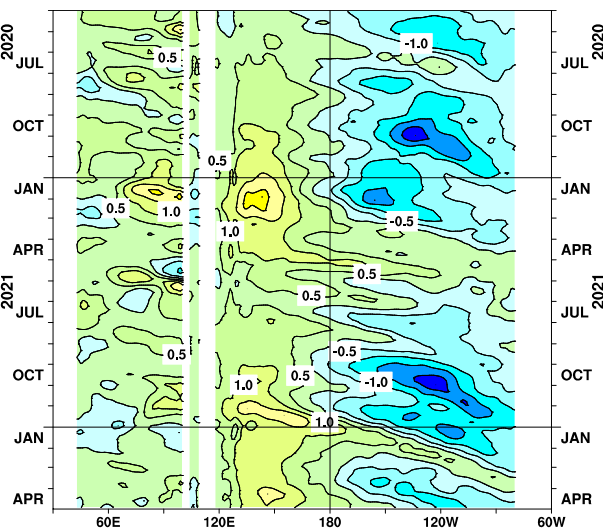 2020 2020
-1.0
0.5
JUL JUL
OCT OCT
0.5
JAN JAN
0.5 1.0
-0.5
1.0
APR APR
0.5
2021 2021
0.5
JUL JUL
-0.5
0.5
OCT 0.5 OCT
1.0 -1.0
1.0
JAN JAN
APR APR
60E 120E 180 120W 60W